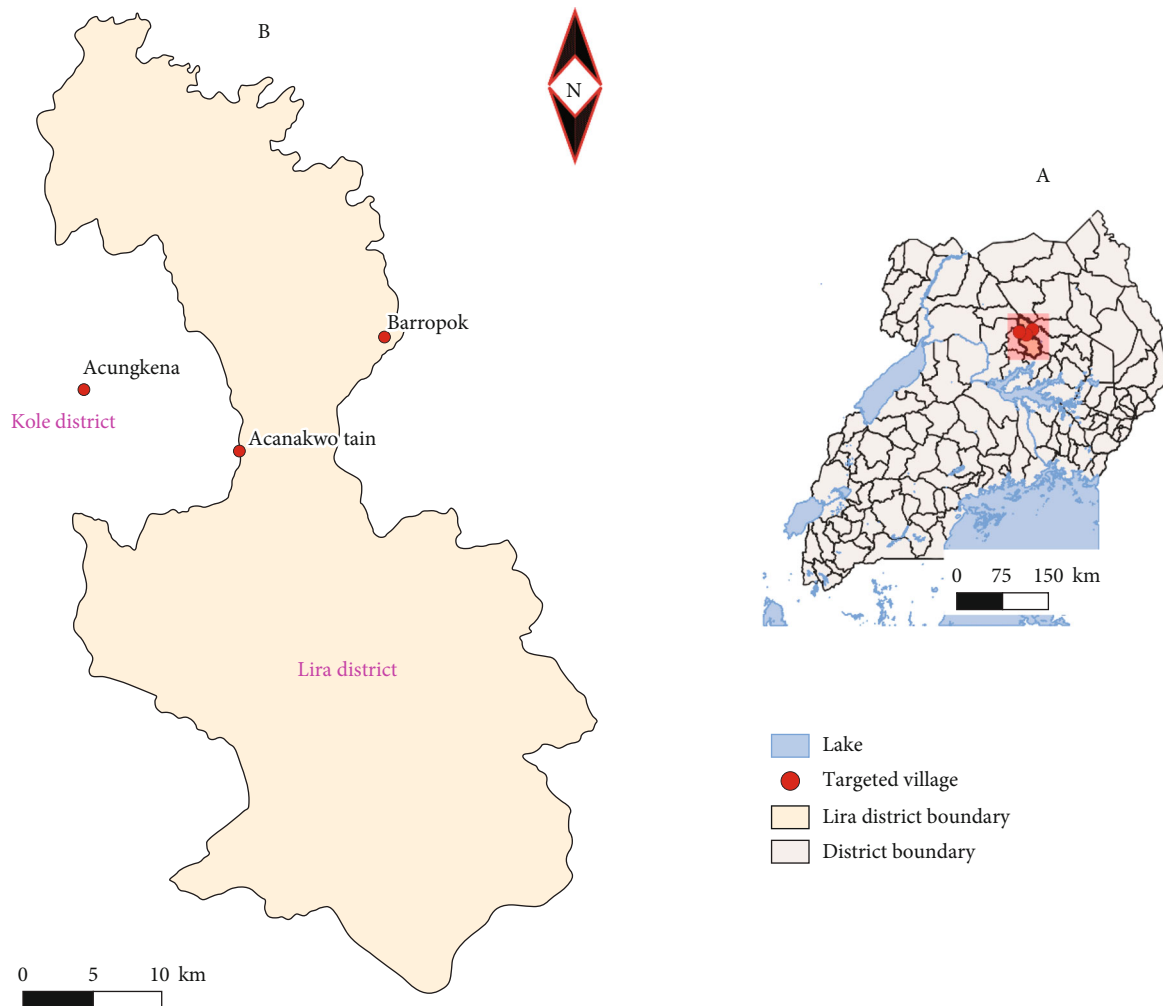 B
N
A
Barropok
Acungkena
Kole district
Acanakwo tain
0 75 150 km
Lira district
Lake
Targeted village
Lira district boundary
District boundary
0 5 10 km